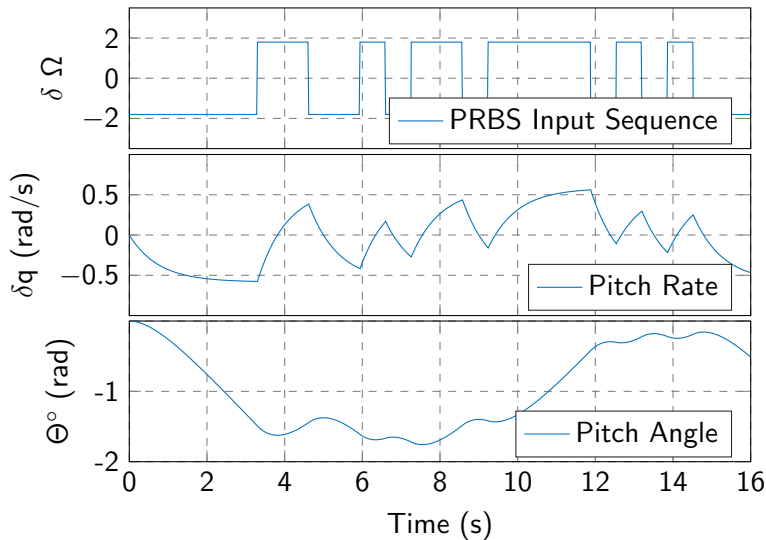 2
0
−2
δ Ω
PRBS Input Sequence
0.5
0
−0.5
δq (rad/s)
Pitch Rate
0
-1
-2
Θ° (rad)
Pitch Angle
0 2 4 6 8 10 12 14 16
Time (s)